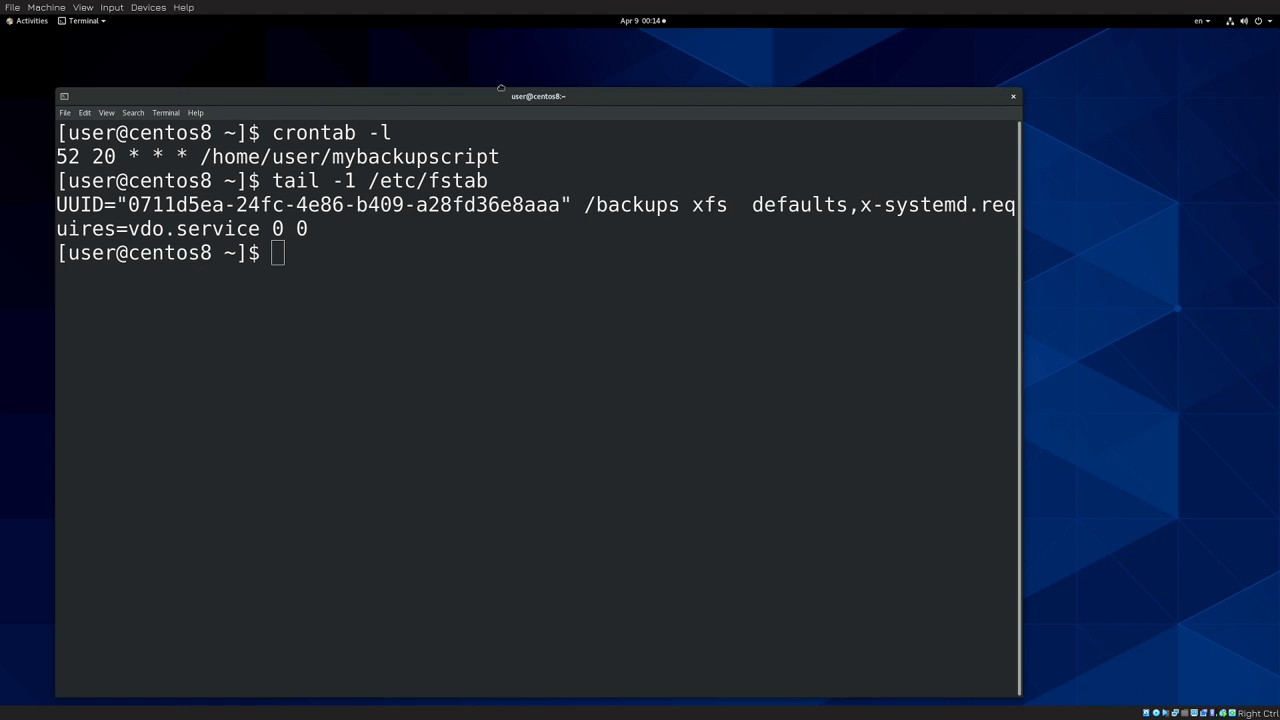 File Machine View Input Devices Help
Activities Terminal Apr 9 00:14 en
user@centos8:~
File Edit View Search Terminal Help
[user@centos8 ~]$ crontab -l
52 20 * * * /home/user/mybackupscript
[user@centos8 ~]$ tail -1 /etc/fstab
UUID="0711d5ea-24fc-4e86-b409-a28fd36e8aaa" /backups xfs  defaults,x-systemd.req
uires=vdo.service 0 0
[user@centos8 ~]$
Right Ctrl